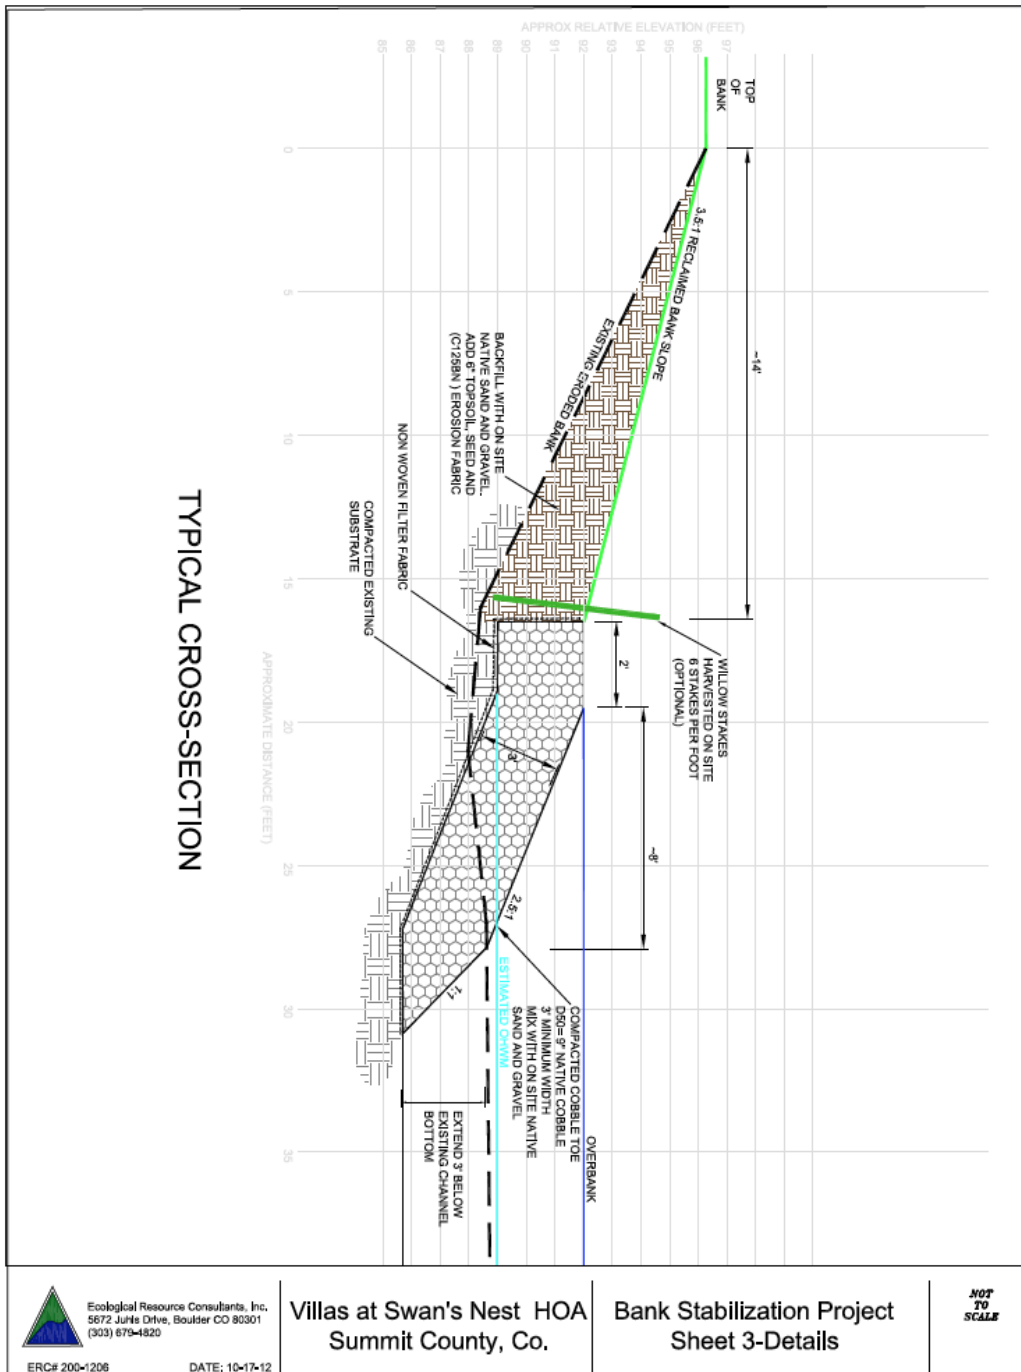 APPROX RELATIVE ELEVATION (FEET)
97
96
95
94
93
92
91
90
89
88
87
86
85
TOP
OF
BANK
~14'
3.5:1 RECLAIMED BANK SLOPE
EXISTING ERODED BANK
BACKFILL WITH ON SITE
NATIVE SAND AND GRAVEL.
ADD 6" TOPSOIL, SEED AND
(C125BN ) EROSION FABRIC
NON WOVEN FILTER FABRIC
COMPACTED EXISTING
SUBSTRATE
WILLOW STAKES
HARVESTED ON SITE
6 STAKES PER FOOT
(OPTIONAL)
2'
~8'
3'
2.5:1
1:1
ESTIMATED OHWM
OVERBANK
COMPACTED COBBLE TOE
D50= 9" NATIVE COBBLE
3' MINIMUM WIDTH
MIX WITH ON SITE NATIVE
SAND AND GRAVEL
EXTEND 3' BELOW
EXISTING CHANNEL
BOTTOM
0
5
10
15
20
25
30
35
APPROXIMATE DISTANCE (FEET)
TYPICAL CROSS-SECTION
Ecological Resource Consultants, Inc.
5672 Juhls Drive, Boulder CO 80301
(303) 679-4820
ERC# 200-1206
DATE: 10-17-12
Villas at Swan's Nest HOA
Summit County, Co.
Bank Stabilization Project
Sheet 3-Details
NOT
TO
SCALE